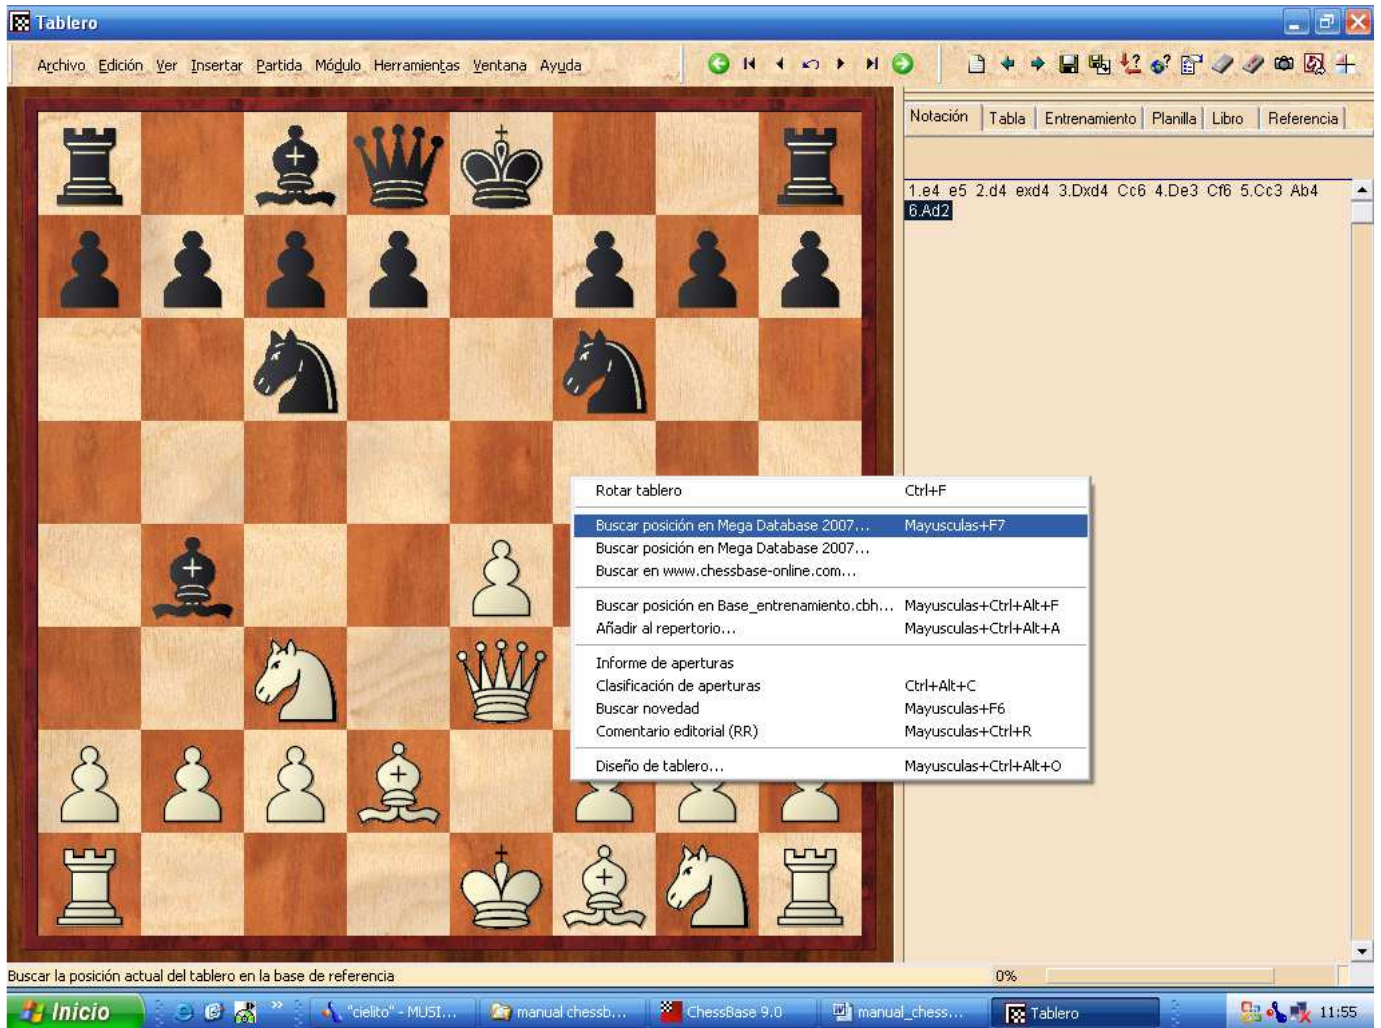 Tablero
Archivo Edición Ver Insertar Partida Módulo Herramientas Ventana Ayuda
Notación Tabla Entrenamiento Planilla Libro Referencia
1.e4 e5 2.d4 exd4 3.Dxd4 Cc6 4.De3 Cf6 5.Cc3 Ab4
6.Ad2
Rotar tablero Ctrl+F
Buscar posición en Mega Database 2007... Mayusculas+F7
Buscar posición en Mega Database 2007...
Buscar en www.chessbase-online.com...
Buscar posición en Base_entrenamiento.cbh... Mayusculas+Ctrl+Alt+F
Añadir al repertorio... Mayusculas+Ctrl+Alt+A
Informe de aperturas
Clasificación de aperturas Ctrl+Alt+C
Buscar novedad Mayusculas+F6
Comentario editorial (RR) Mayusculas+Ctrl+R
Diseño de tablero... Mayusculas+Ctrl+Alt+O
Buscar la posición actual del tablero en la base de referencia 0%
Inicio » "cielito" - MUSI... manual chessb... ChessBase 9.0 manual_chess... Tablero 11:55